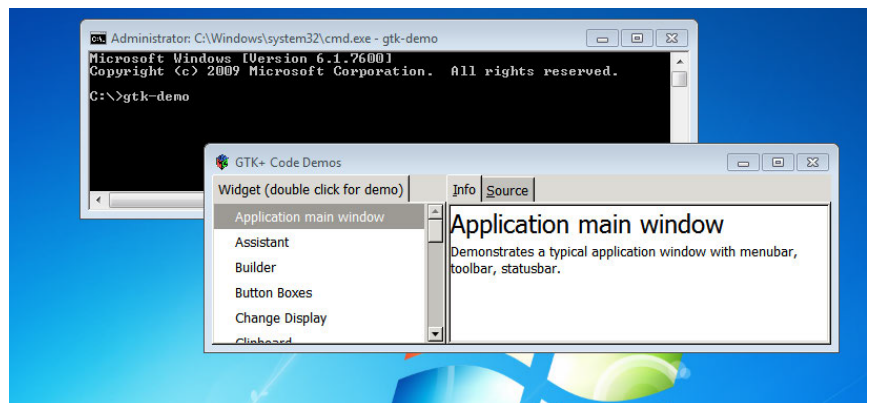 Administrator: C:\Windows\system32\cmd.exe - gtk-demo
Microsoft Windows [Version 6.1.7600]
Copyright (c) 2009 Microsoft Corporation.  All rights reserved.
C:\>gtk-demo
GTK+ Code Demos
Widget (double click for demo)
Info Source
Application main window
Assistant
Builder
Button Boxes
Change Display
Clipboard
Application main window
Demonstrates a typical application window with menubar,
toolbar, statusbar.